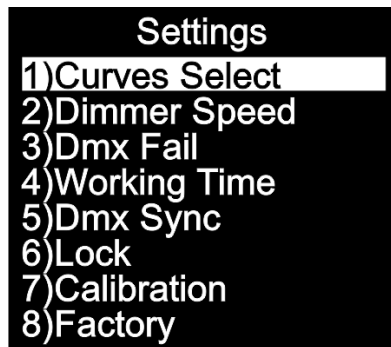 Settings
1)Curves Select
2)Dimmer Speed
3)Dmx Fail
4)Working Time
5)Dmx Sync
6)Lock
7)Calibration
8)Factory